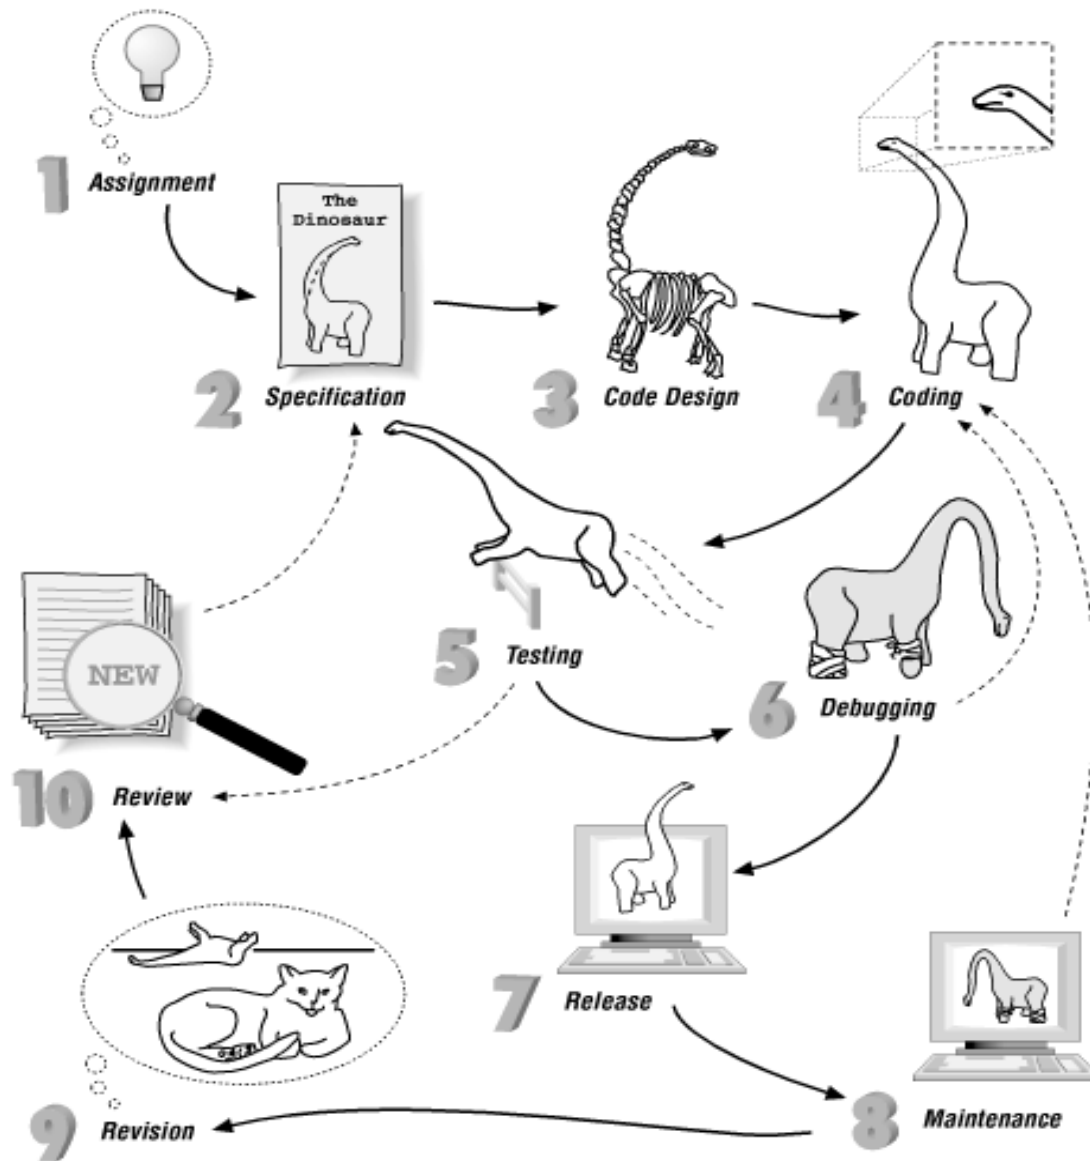 1 Assignment
The
Dinosaur
2 Specification
3 Code Design
4 Coding
5 Testing
6 Debugging
7 Release
8 Maintenance
9 Revision
NEW
10 Review